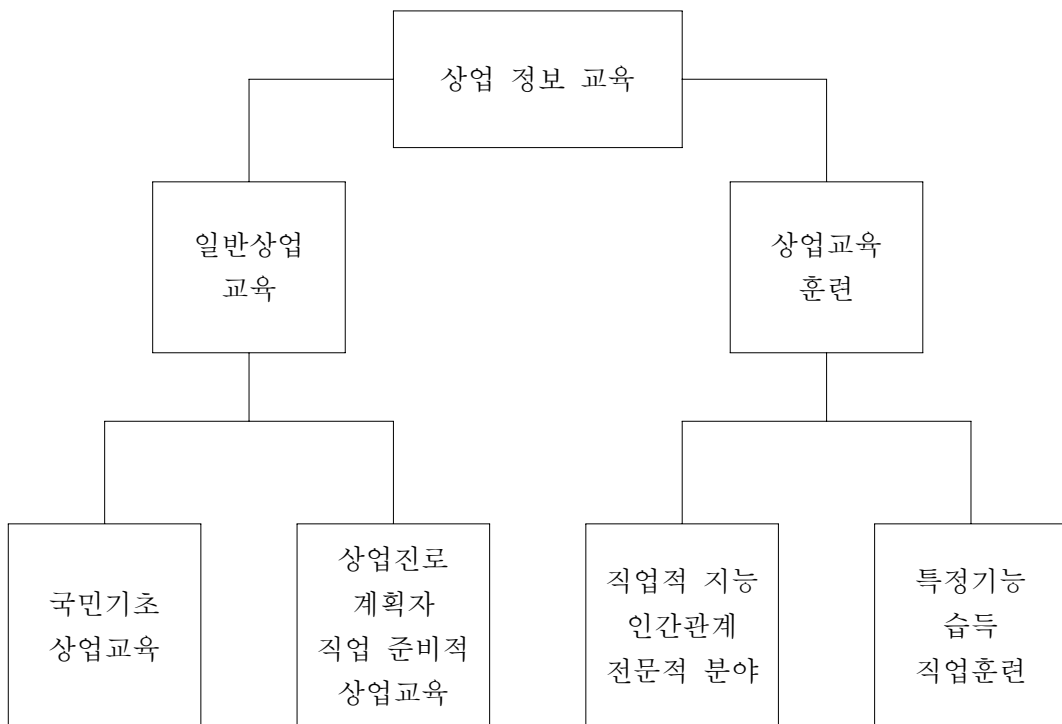 상업 정보 교육
일반상업
교육
상업교육
훈련
국민기초
상업교육
상업진로
계획자
직업 준비적
상업교육
직업적 지능
인간관계
전문적 분야
특정기능
습득
직업훈련